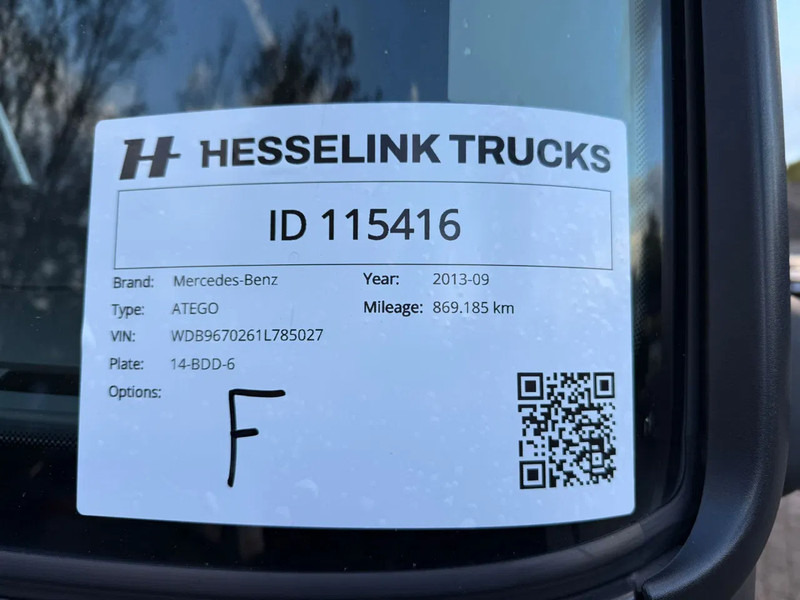 H HESSELINK TRUCKS
ID 115416
Brand: Mercedes-Benz Year: 2013-09
Type: ATEGO Mileage: 869.185 km
VIN: WDB9670261L785027
Plate: 14-BDD-6
Options:
F